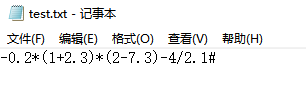 test.txt - 记事本
文件(F) 编辑(E) 格式(O) 查看(V) 帮助(H)
-0.2*(1+2.3)*(2-7.3)-4/2.1#